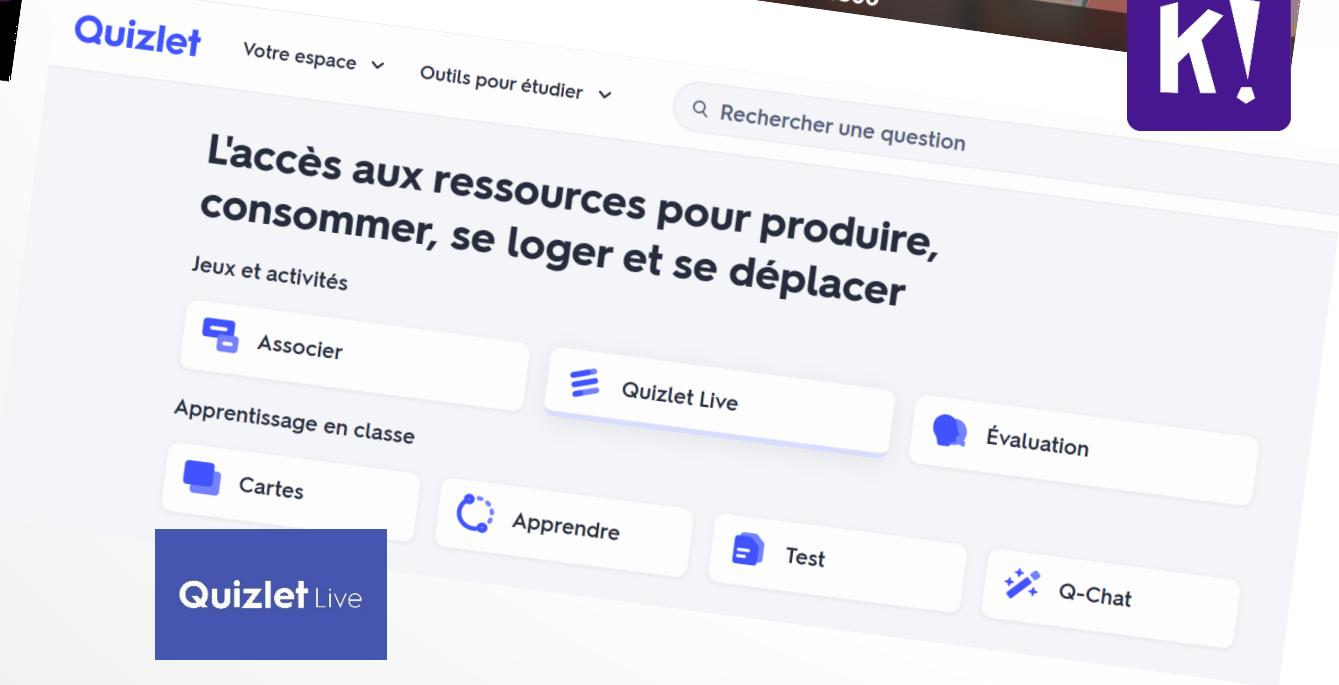 K!
Quizlet
Votre espace
Outils pour étudier
Rechercher une question
L'accès aux ressources pour produire,
consommer, se loger et se déplacer
Jeux et activités
Associer
Quizlet Live
Évaluation
Apprentissage en classe
Cartes
Apprendre
Test
Q-Chat
Quizlet Live